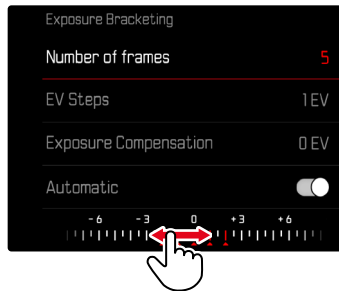 Exposure Bracketing
Number of frames 5
EV Steps 1 EV
Exposure Compensation 0 EV
Automatic
-6 -3 0 +3 +6